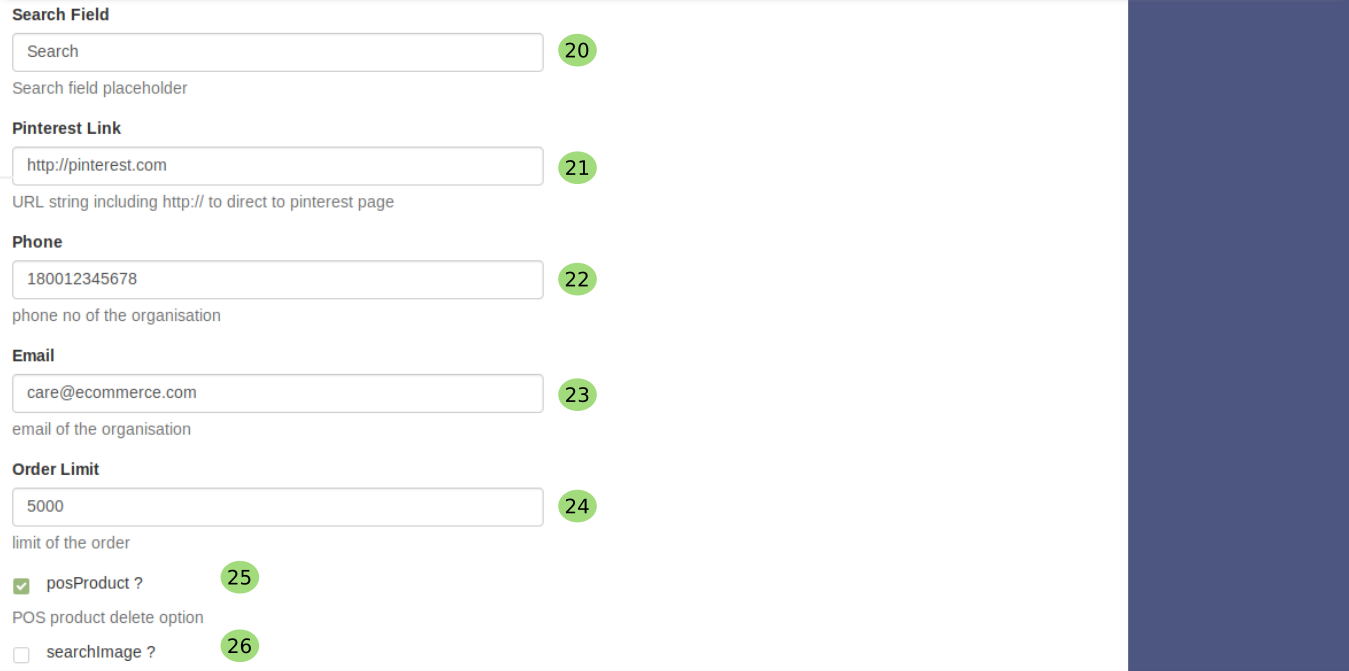 Search Field
Search 20
Search field placeholder
Pinterest Link
http://pinterest.com 21
URL string including http:// to direct to pinterest page
Phone
180012345678 22
phone no of the organisation
Email
care@ecommerce.com 23
email of the organisation
Order Limit
5000 24
limit of the order
posProduct ? 25
POS product delete option
searchImage ? 26